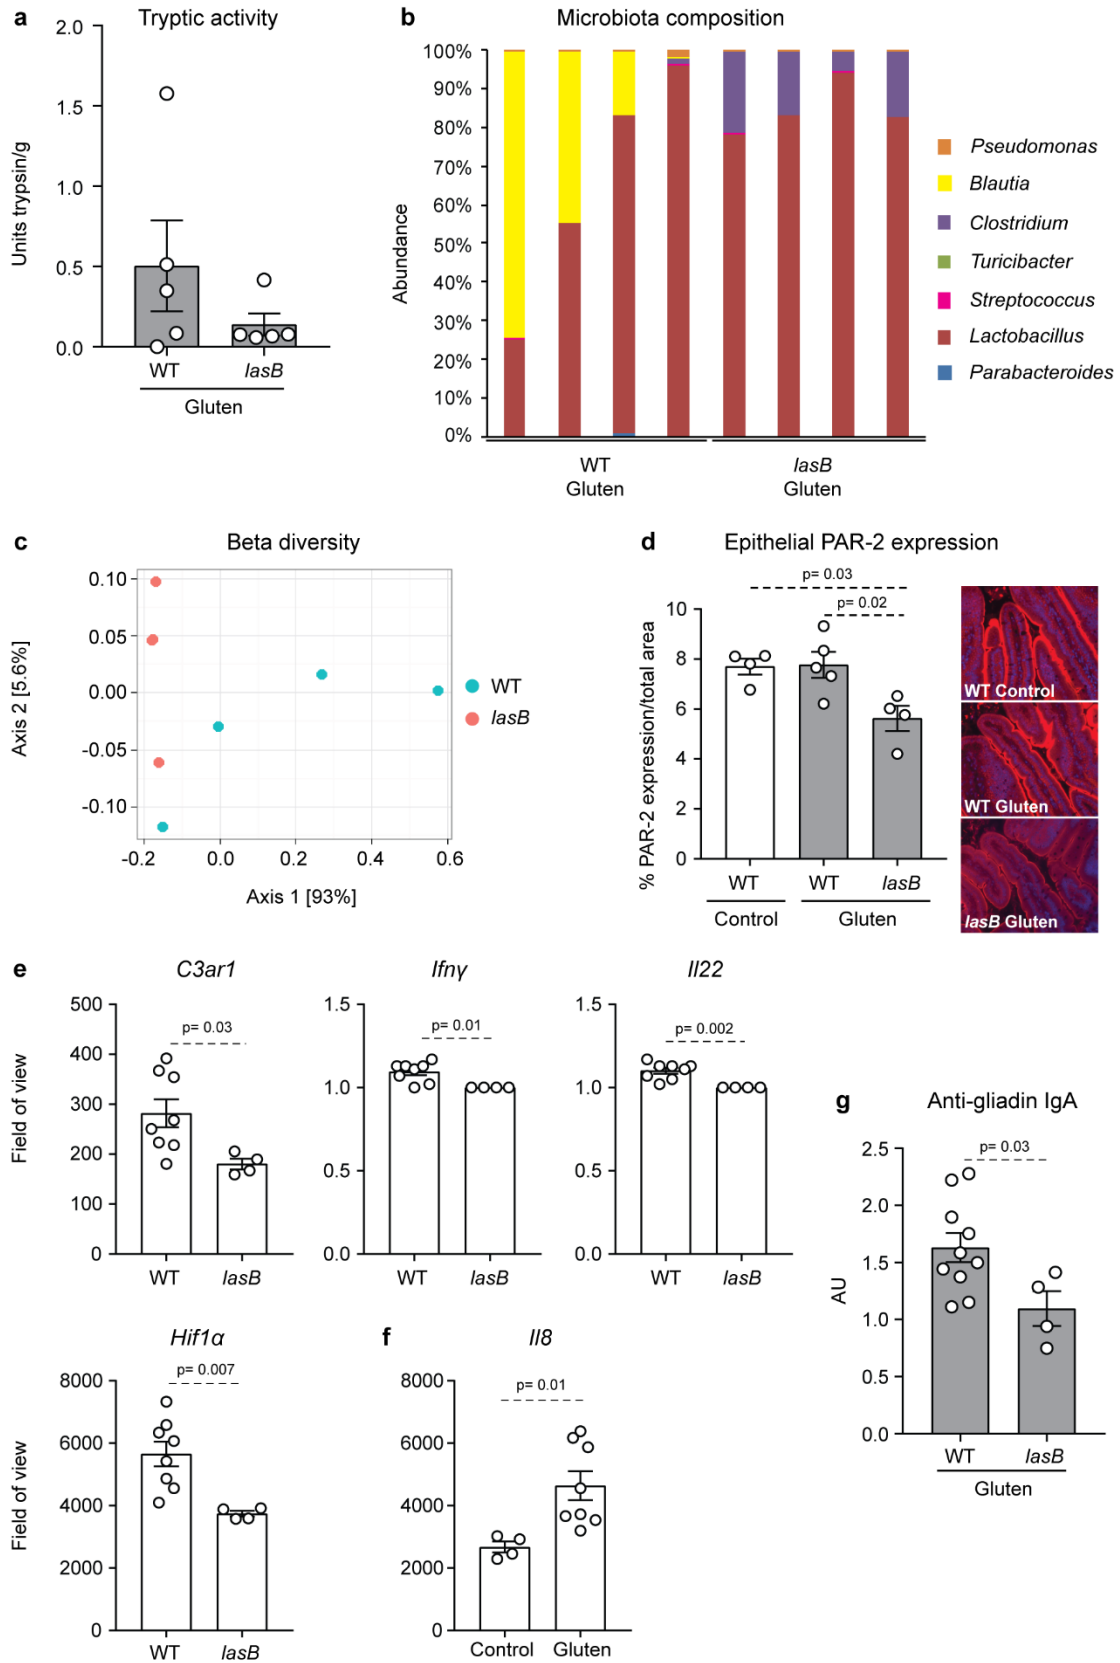 a Tryptic activity
2.0
1.5
1.0
0.5
0.0
Units trypsin/g
WT lasB
Gluten
b Microbiota composition
100%
90%
80%
70%
60%
50%
40%
30%
20%
10%
0%
Abundance
WT
Gluten
lasB
Gluten
Pseudomonas
Blautia
Clostridium
Turicibacter
Streptococcus
Lactobacillus
Parabacteroides
c Beta diversity
0.10
0.05
0.00
-0.05
-0.10
Axis 2 [5.6%]
-0.2 0.0 0.2 0.4 0.6
Axis 1 [93%]
WT
lasB
d Epithelial PAR-2 expression
p= 0.03
p= 0.02
10
8
6
4
2
0
% PAR-2 expression/total area
WT WT lasB
Control Gluten
WT Control
WT Gluten
lasB Gluten
e C3ar1
500
400
300
200
100
0
Field of view
p= 0.03
WT lasB
Ifnγ
1.5
1.0
0.5
0.0
p= 0.01
WT lasB
Il22
1.5
1.0
0.5
0.0
p= 0.002
WT lasB
Hif1α
8000
6000
4000
2000
0
Field of view
p= 0.007
WT lasB
f Il8
8000
6000
4000
2000
0
p= 0.01
Control Gluten
g Anti-gliadin IgA
2.5
2.0
1.5
1.0
0.5
0.0
AU
p= 0.03
WT lasB
Gluten